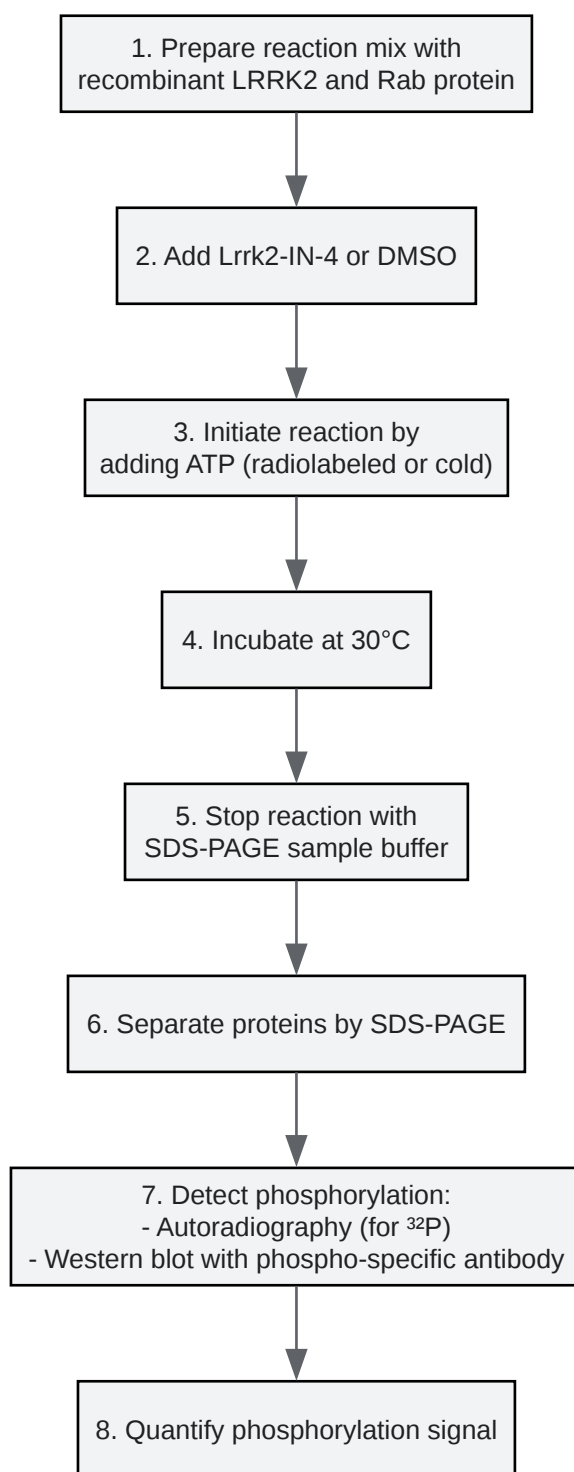 1. Prepare reaction mix with
recombinant LRRK2 and Rab protein
2. Add Lrrk2-IN-4 or DMSO
3. Initiate reaction by
adding ATP (radiolabeled or cold)
4. Incubate at 30°C
5. Stop reaction with
SDS-PAGE sample buffer
6. Separate proteins by SDS-PAGE
7. Detect phosphorylation:
- Autoradiography (for ³²P)
- Western blot with phospho-specific antibody
8. Quantify phosphorylation signal